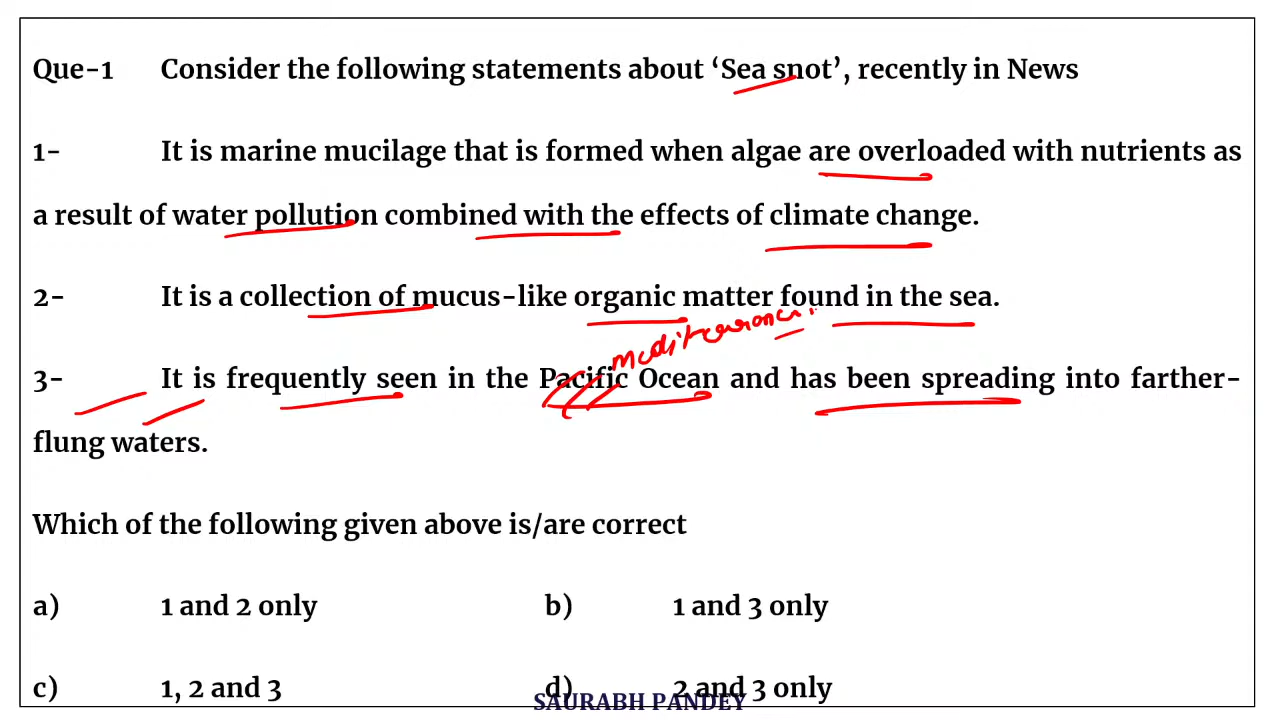 Que-1 Consider the following statements about ‘Sea snot’, recently in News
1- It is marine mucilage that is formed when algae are overloaded with nutrients as
a result of water pollution combined with the effects of climate change.
2- It is a collection of mucus-like organic matter found in the sea.
3- It is frequently seen in the Pacific Ocean and has been spreading into farther-
flung waters.
Which of the following given above is/are correct
a) 1 and 2 only b) 1 and 3 only
c) 1, 2 and 3 d) 2 and 3 only
SAURABH PANDEY